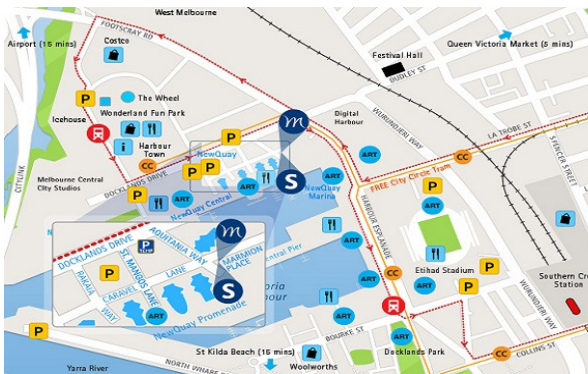 West Melbourne
FOOTSCRAY RD
Airport (15 mins)
Costco
Festival Hall
Queen Victoria Market (5 mins)
DUDLEY ST
P
The Wheel
Wonderland Fun Park
Icehouse
Digital
Harbour
WURUNDJERI WAY
LA TROBE ST
SPENCER STREET
m
P
i
Harbour
Town
NewQuay
P
P
ART
CC
CC
Melbourne Central
City Studios
CITYLINK
DOCKLANDS DRIVE
S
NewQuay
Marina
FREE City Circle Tram
CC
P
P
ART
ART
NewQuay Central
ART
ART
HARBOUR ESPLANADE
m
DOCKLANDS DRIVE
AQUITANIA WAY
P
MARMION
PLACE
Central Pier
ART
Etihad Stadium
ST MANGOS LANE
CARAVEL LANE
RAKAIA
WAY
P
S
CC
ART
P
Southern Cro
Station
ART
NewQuay Promenade
ART
P
WURUNDJERI WAY
P
BOURKE ST
ART
Docklands Park
CC
COLLINS ST
St Kilda Beach (15 mins)
Woolworths
Yarra River
NORTH WHARF